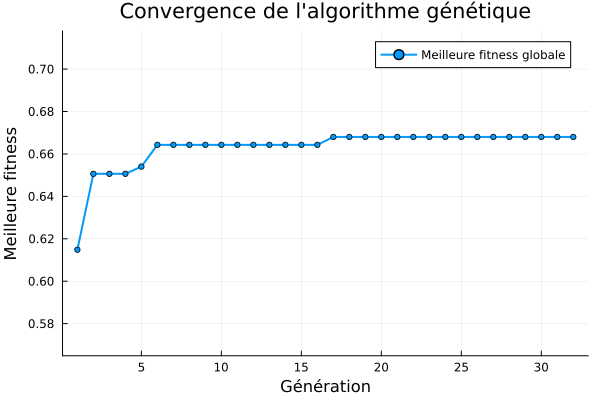 Convergence de l'algorithme génétique
Meilleure fitness globale
Meilleure fitness
0.70
0.68
0.66
0.64
0.62
0.60
0.58
5 10 15 20 25 30
Génération